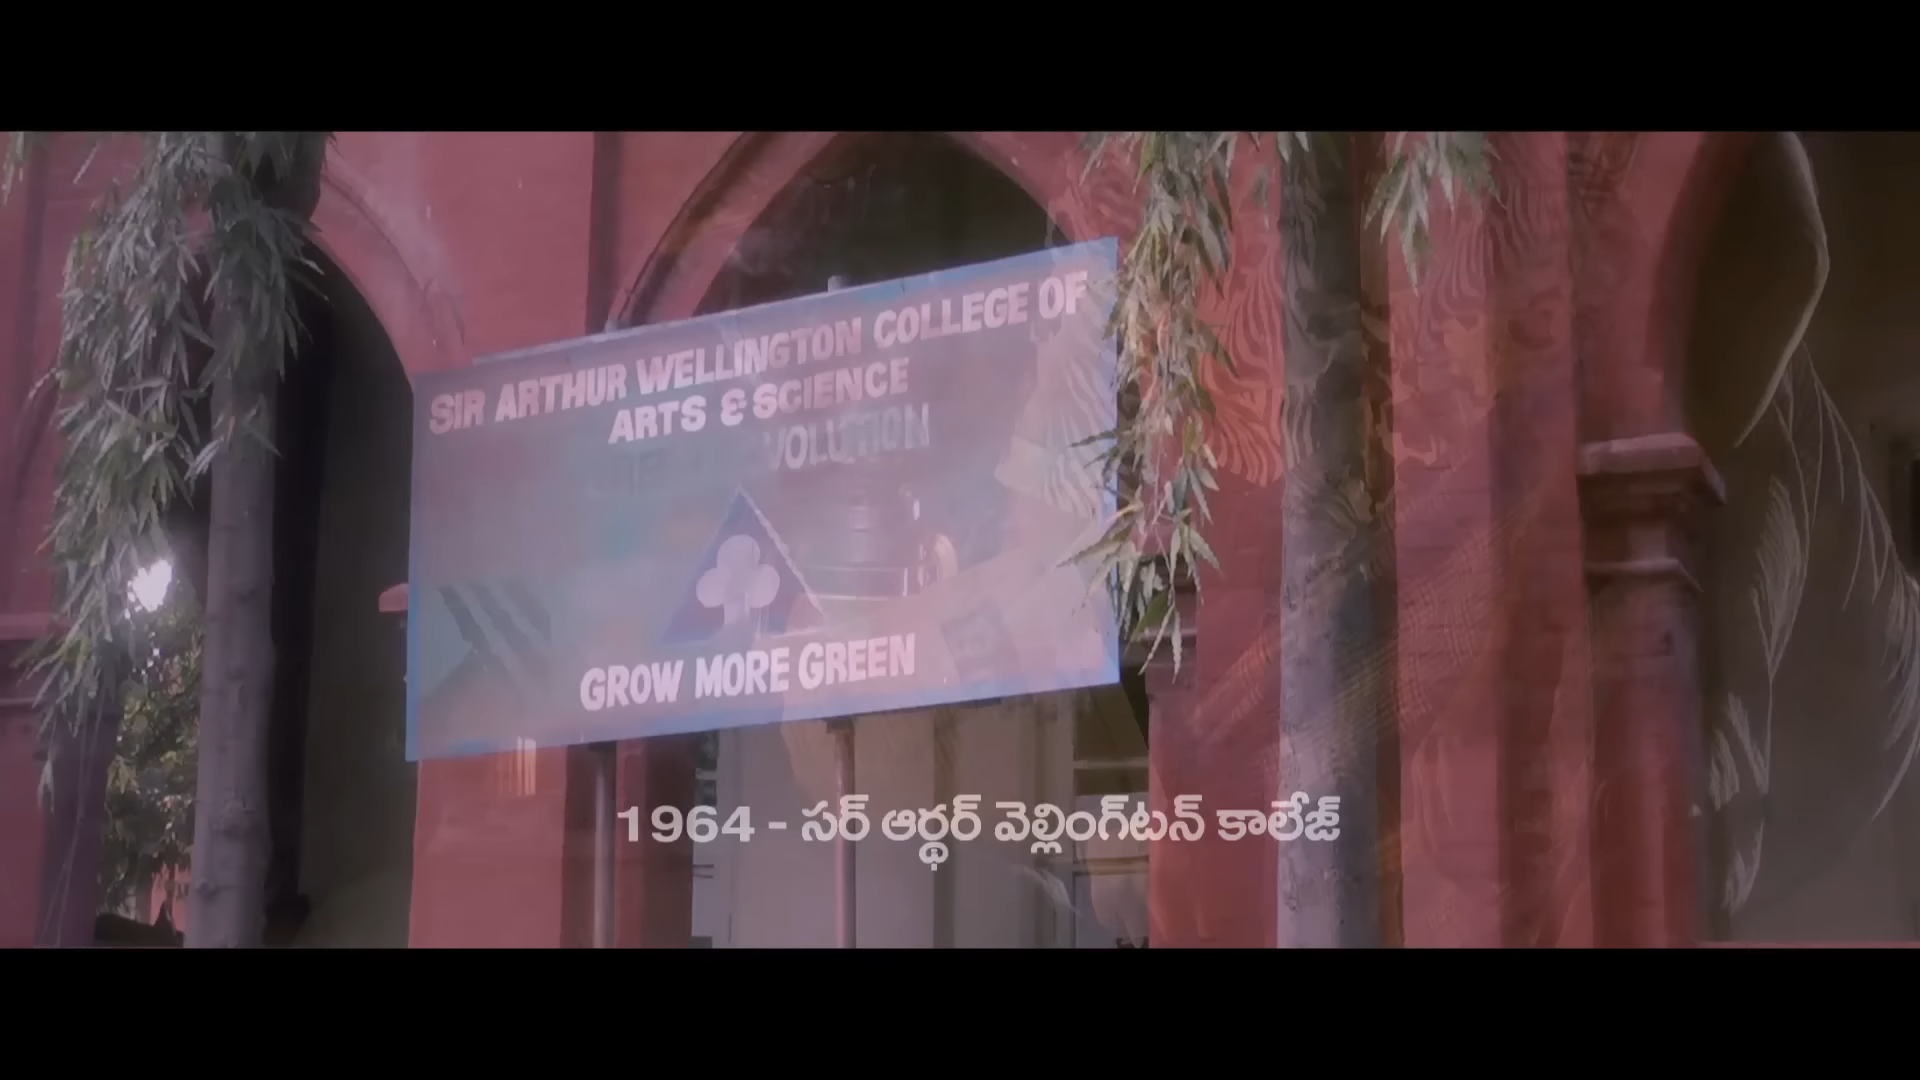 SIR ARTHUR WELLINGTON COLLEGE OF
ARTS & SCIENCE
GROW MORE GREEN
1964 - సర్ ఆర్థర్ వెల్లింగ్‌టన్ కాలేజ్